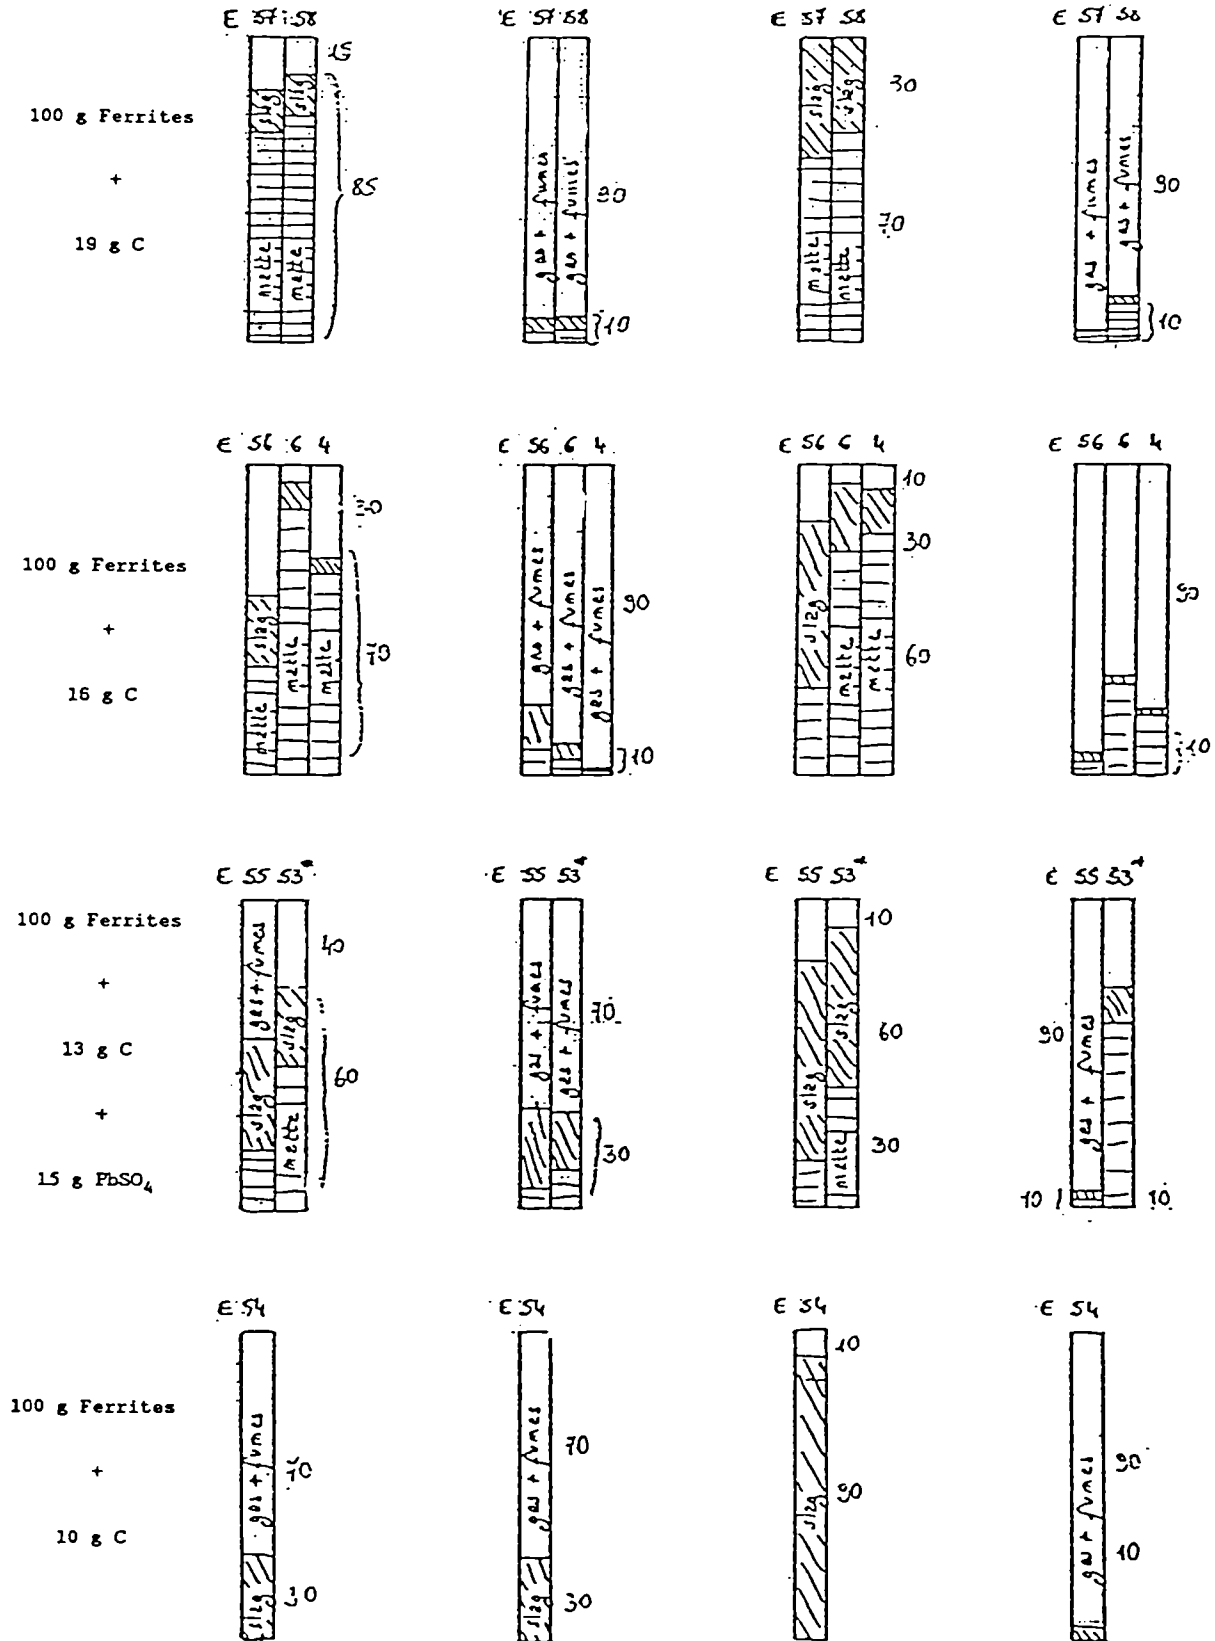 E 57 58
E 57 58
E 57 58
E 57 58
100 g Ferrites
+
19 g C
15
85
slag
slag
matte
matte
gas + fumes
gas + fumes
90
10
slag
slag
matte
matte
30
70
gas + fumes
gas + fumes
90
10
E 56 6 4
E 56 6 4
E 56 6 4
E 56 6 4
100 g Ferrites
+
16 g C
slag
matte
matte
matte
30
70
gas + fumes
gas + fumes
gas + fumes
90
10
slag
matte
matte
10
30
60
90
10
E 55 53*
E 55 53*
E 55 53*
E 55 53*
100 g Ferrites
+
13 g C
+
15 g PbSO4
gas + fumes
slag
slag
matte
40
60
gas + fumes
gas + fumes
70
30
slag
slag
matte
10
60
30
90
gas + fumes
10
10
E 54
E 54
E 54
E 54
100 g Ferrites
+
10 g C
gas + fumes
slag
70
30
gas + fumes
slag
70
30
slag
10
90
gas + fumes
90
10